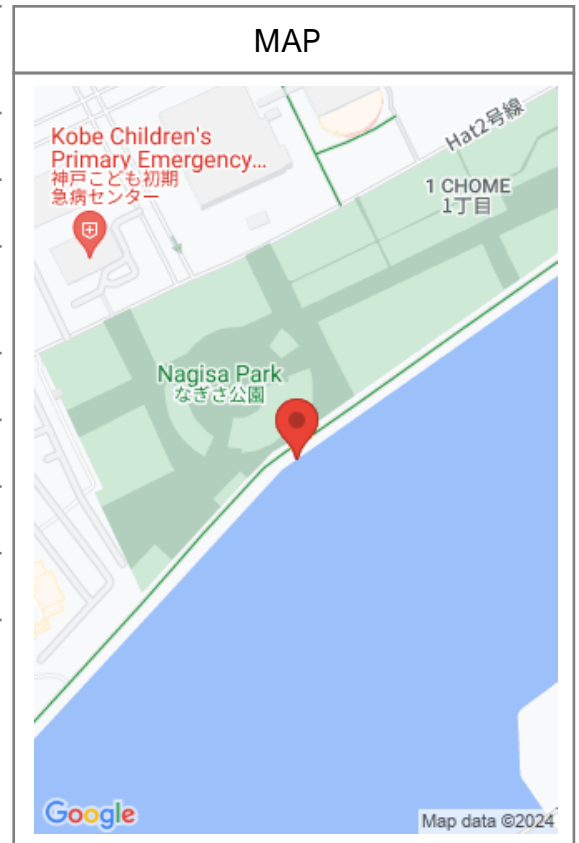 MAP
Kobe Children's
Primary Emergency...
神戸こども初期
急病センター
Hat2号線
1 CHOME
1丁目
Nagisa Park
なぎさ公園
Google
Map data ©2024